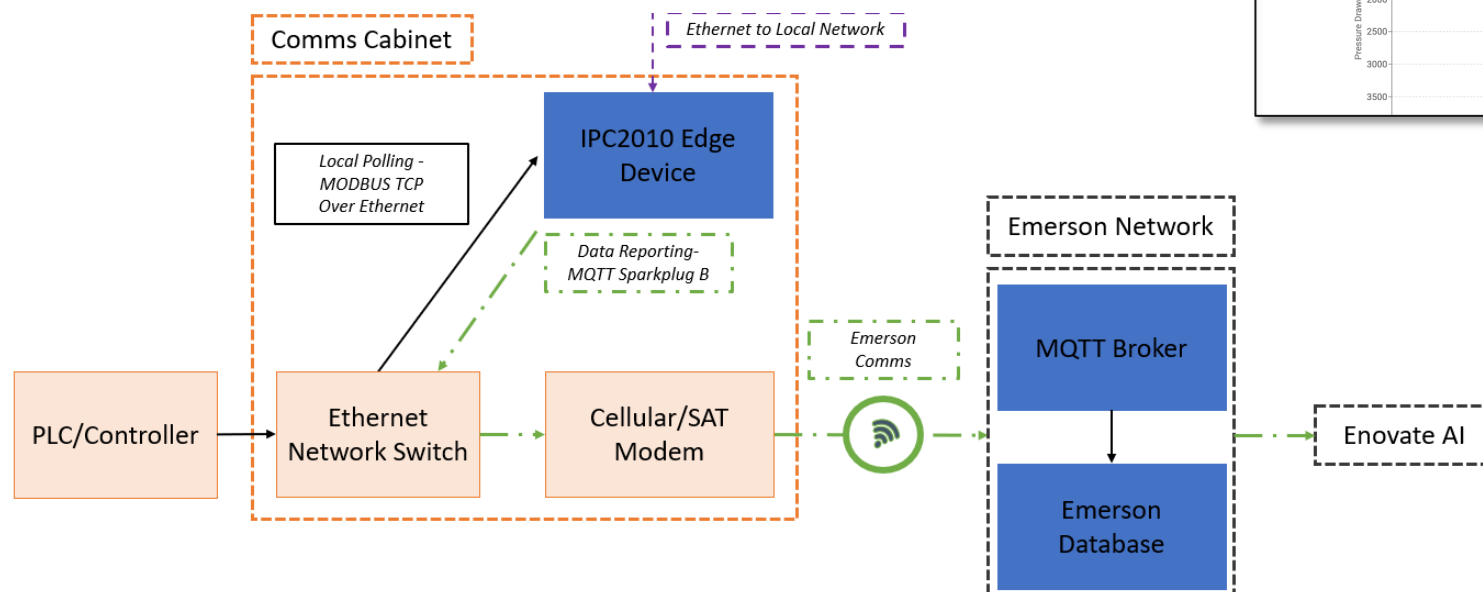 Ethernet to Local Network
Comms Cabinet
IPC2010 Edge
Device
Local Polling -
MODBUS TCP
Over Ethernet
Data Reporting-
MQTT Sparkplug B
Emerson
Comms
PLC/Controller
Ethernet
Network Switch
Cellular/SAT
Modem
Emerson Network
MQTT Broker
Emerson
Database
Enovate AI
2500
3000
3500